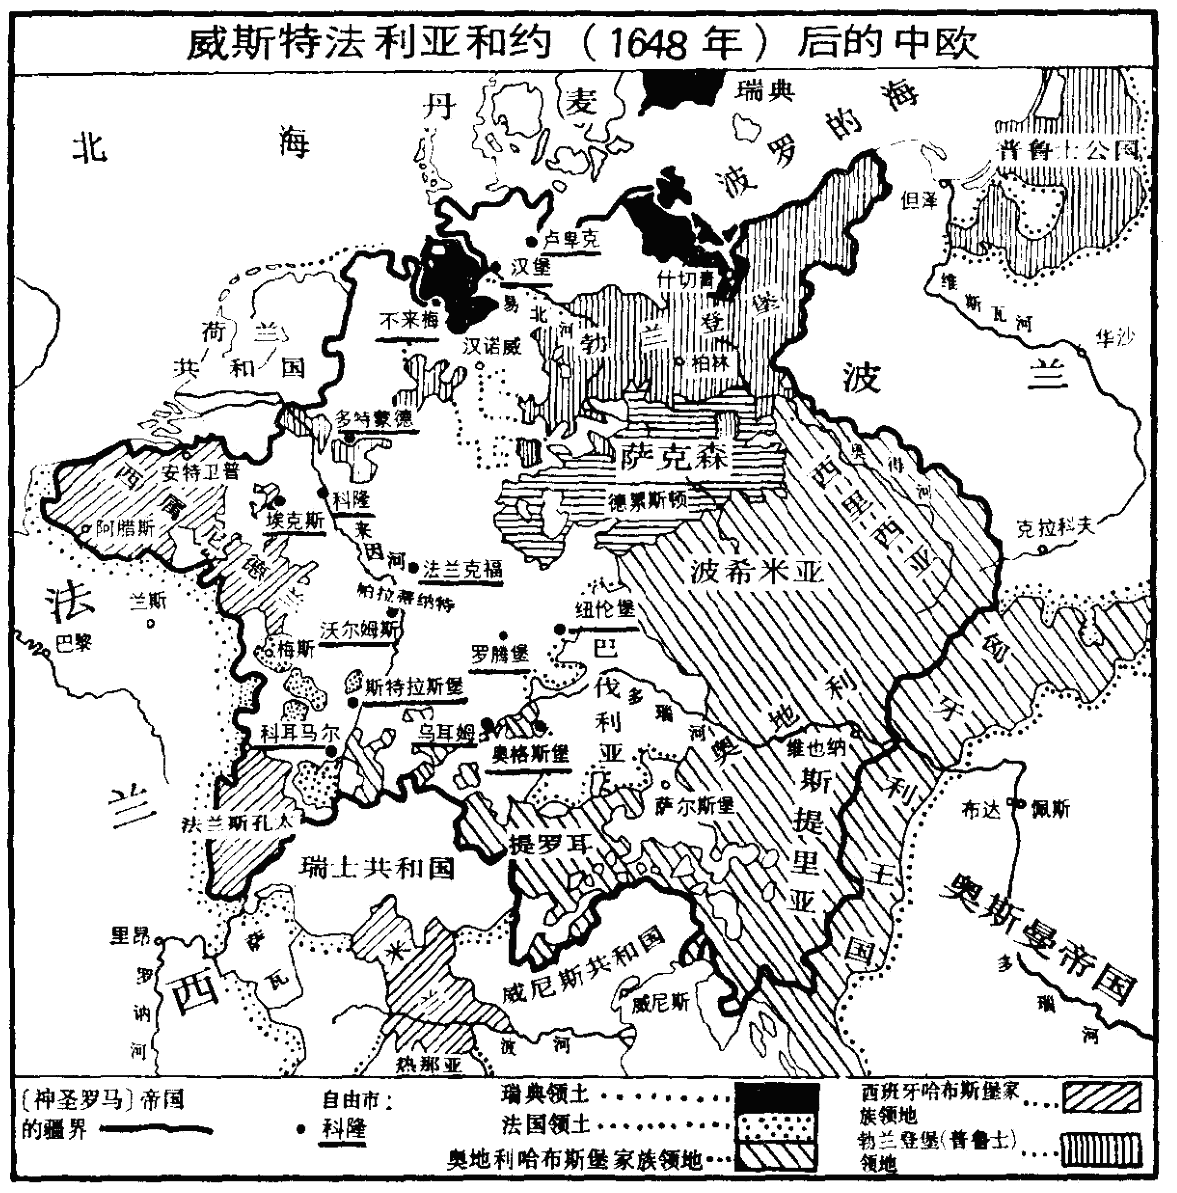 威斯特法利亚和约（1648年）后的中欧
北海
丹麦
瑞典
波罗的海
普鲁士公国
但泽
卢卑克
汉堡
什切青
维斯瓦河
易北河
不来梅
汉诺威
勃兰登堡
柏林
华沙
荷兰
共和国
波兰
多特蒙德
安特卫普
西属尼德兰
萨克森
西里西亚
奥得河
阿腊斯
埃克斯
科隆
德累斯顿
克拉科夫
来因河
法兰克福
波希米亚
帕拉蒂纳特
法兰西
兰斯
巴黎
沃尔姆斯
纽伦堡
梅斯
罗腾堡
巴伐利亚
斯特拉斯堡
多瑙河
奥地利
匈牙利王国
科耳马尔
乌耳姆
奥格斯堡
维也纳
萨尔斯堡
斯提里亚
布达 佩斯
法兰斯孔太
提罗耳
瑞士共和国
奥斯曼帝国
里昂
罗讷河
萨瓦
米兰
威尼斯共和国
威尼斯
多瑙河
波河
热那亚
〔神圣罗马〕帝国
的疆界
自由市：
科隆
瑞典领土
法国领土
奥地利哈布斯堡家族领地
西班牙哈布斯堡家
族领地
勃兰登堡（普鲁士）
领地